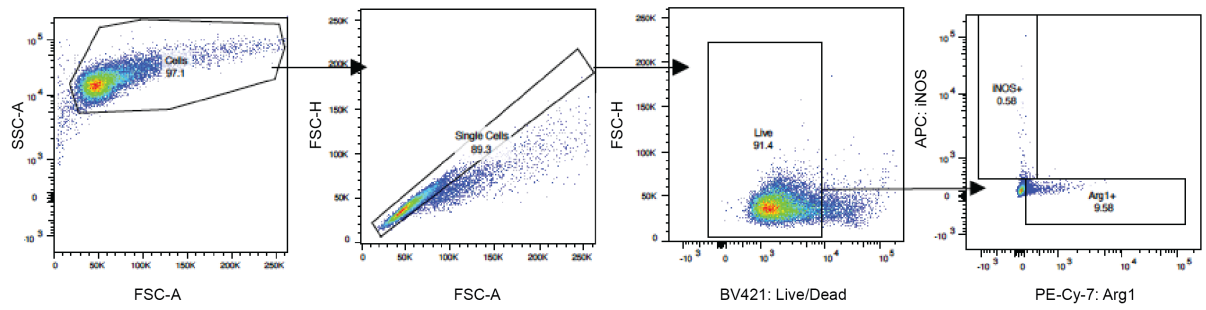 SSC-A
10 5
10 4
10 3
0
-10 3
Cells
97.1
0 50K 100K 150K 200K 250K
FSC-A
FSC-H
250K
200K
150K
100K
50K
0
Single Cells
89.3
0 50K 100K 150K 200K 250K
FSC-A
FSC-H
250K
200K
150K
100K
50K
0
Live
91.4
-10 3 0 10 3 10 4 10 5
BV421: Live/Dead
APC: iNOS
10 5
10 4
10 3
0
-10 3
iNOS+
0.58
Arg1+
9.58
-10 3 0 10 3 10 4 10 5
PE-Cy-7: Arg1